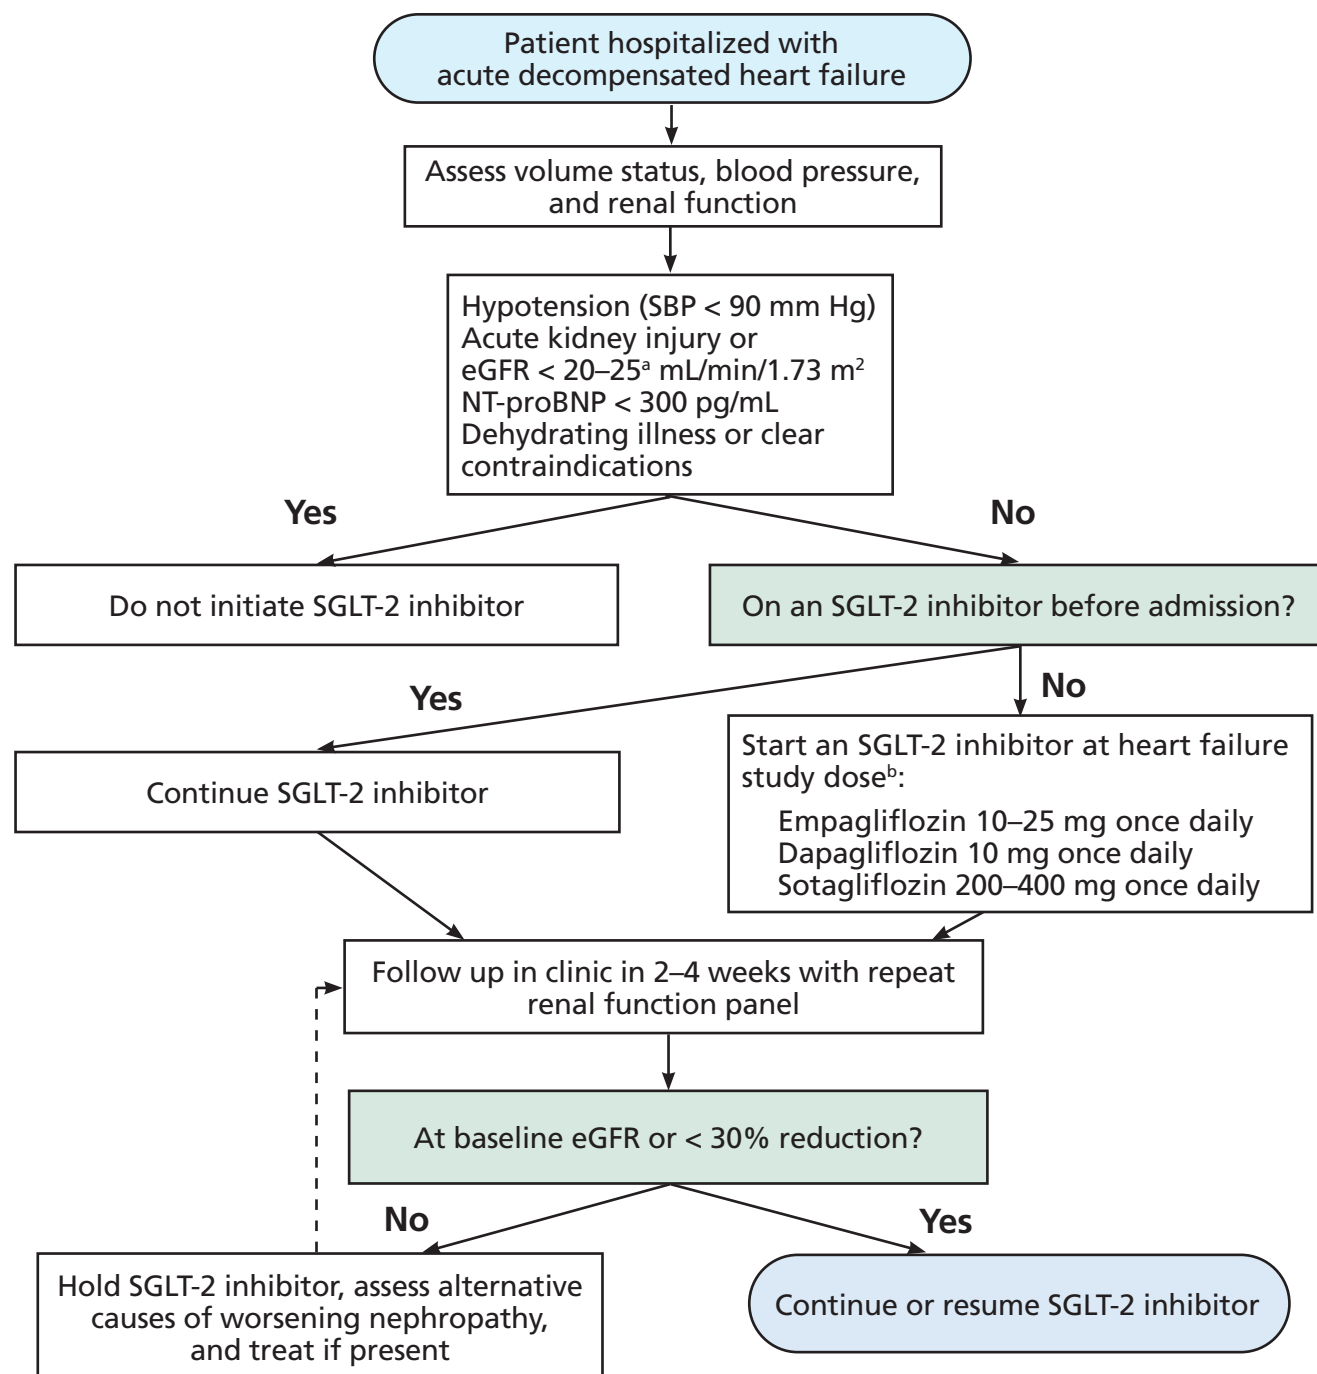 Patient hospitalized with
acute decompensated heart failure
Assess volume status, blood pressure,
and renal function
Hypotension (SBP < 90 mm Hg)
Acute kidney injury or
eGFR < 20–25ᵃ mL/min/1.73 m²
NT-proBNP < 300 pg/mL
Dehydrating illness or clear
contraindications
Yes
No
Do not initiate SGLT-2 inhibitor
On an SGLT-2 inhibitor before admission?
Yes
No
Continue SGLT-2 inhibitor
Start an SGLT-2 inhibitor at heart failure
study doseᵇ:
Empagliflozin 10–25 mg once daily
Dapagliflozin 10 mg once daily
Sotagliflozin 200–400 mg once daily
Follow up in clinic in 2–4 weeks with repeat
renal function panel
At baseline eGFR or < 30% reduction?
No
Yes
Hold SGLT-2 inhibitor, assess alternative
causes of worsening nephropathy,
and treat if present
Continue or resume SGLT-2 inhibitor